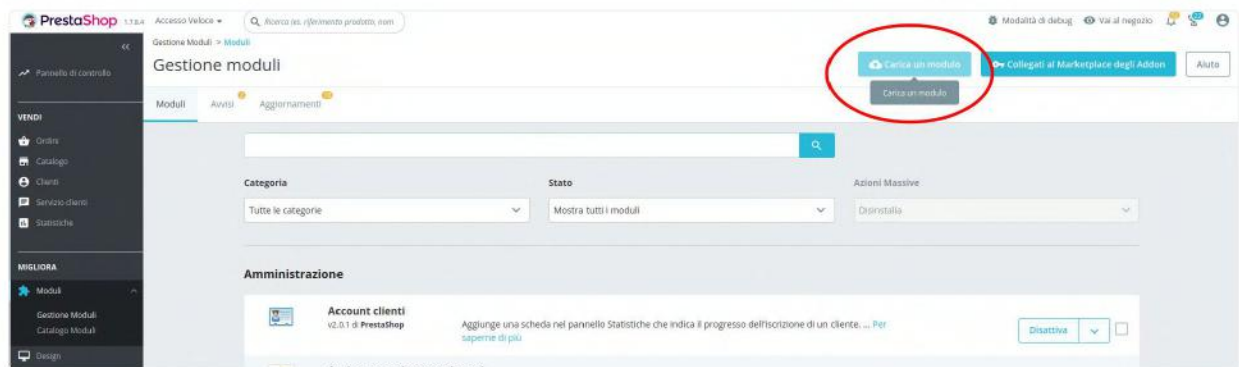 PrestaShop 1.7.8.4 Accesso Veloce Ricerca (es. riferimento prodotto, nom Modalità di debug Vai al negozio
Gestione Moduli > Moduli
Gestione moduli
Carica un modulo Collegati al Marketplace degli Addon Aiuto
Carica un modulo
Moduli Avvisi Aggiornamenti
Pannello di controllo
VENDI
Ordini
Catalogo
Clienti
Servizio clienti
Statistiche
MIGLIORA
Moduli
Gestione Moduli
Catalogo Moduli
Design
Categoria Stato Azioni Massive
Tutte le categorie Mostra tutti i moduli Disinstalla
Amministrazione
Account clienti
v2.0.1 di PrestaShop
Aggiunge una scheda nel pannello Statistiche che indica il progresso dell'iscrizione di un cliente. ... Per
saperne di più
Disattiva